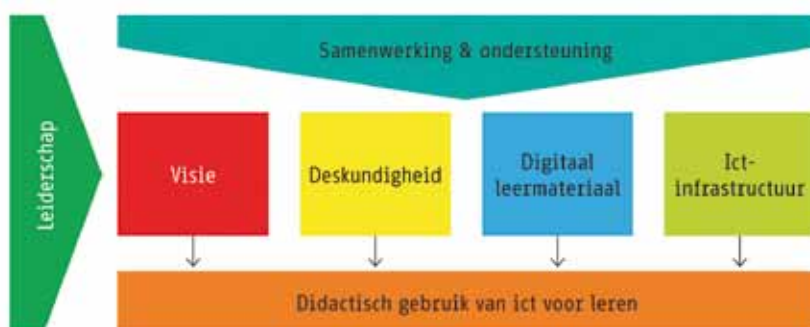 Leiderschap
Samenwerking & ondersteuning
Visie
Deskundigheid
Digitaal
leermateriaal
Ict-
infrastructuur
Didactisch gebruik van ict voor leren